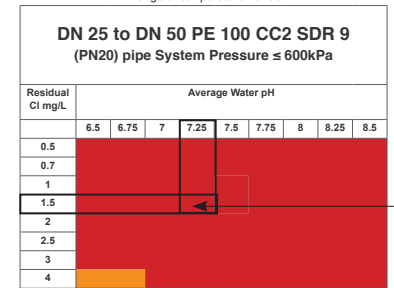 DN 25 to DN 50 PE 100 CC2 SDR 9
(PN20) pipe System Pressure ≤ 600kPa
Residual Cl mg/L
Average Water pH
6.5 6.75 7 7.25 7.5 7.75 8 8.25 8.5
0.5
0.7
1
1.5
2
2.5
3
4